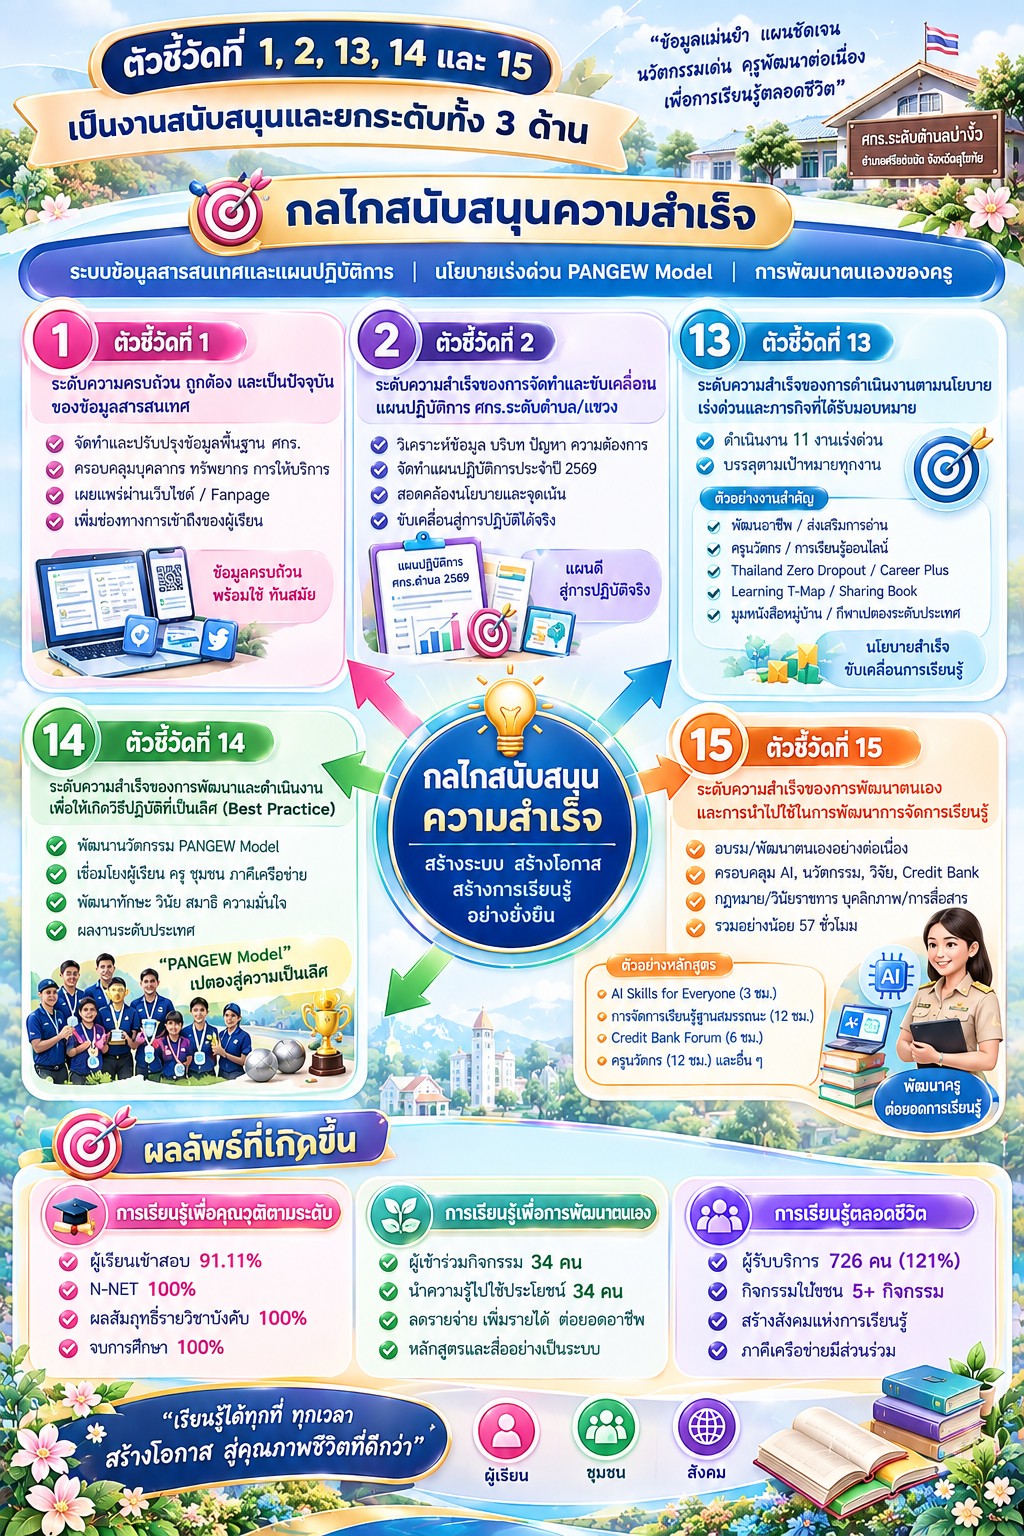 ตัวชี้วัดที่ 1, 2, 13, 14 และ 15
เป็นงานสนับสนุนและยกระดับทั้ง 3 ด้าน
“ข้อมูลแม่นยำ แผนชัดเจน
นวัตกรรมเด่น ครูพัฒนาต่อเนื่อง
เพื่อการเรียนรู้ตลอดชีวิต”
ศกร.ระดับตำบลป่างิ้ว
จังหวัดสุโขทัย
กลไกสนับสนุนความสำเร็จ
ระบบข้อมูลสารสนเทศและแผนปฏิบัติการ | นโยบายเร่งด่วน PANGEW Model | การพัฒนาตนเองของครู
1 ตัวชี้วัดที่ 1
ระดับความครบถ้วน ถูกต้อง และเป็นปัจจุบัน
ของข้อมูลสารสนเทศ
จัดทำและปรับปรุงข้อมูลพื้นฐาน ศกร.
ครอบคลุมบุคลากร ทรัพยากร การให้บริการ
เผยแพร่ผ่านเว็บไซต์ / Fanpage
เพิ่มช่องทางการเข้าถึงของผู้เรียน
ข้อมูลครบถ้วน
พร้อมใช้ ทันสมัย
2 ตัวชี้วัดที่ 2
ระดับความสำเร็จของการจัดทำและขับเคลื่อน
แผนปฏิบัติการ ศกร.ระดับตำบล/แขวง
วิเคราะห์ข้อมูล บริบท ปัญหา ความต้องการ
จัดทำแผนปฏิบัติการประจำปี 2569
สอดคล้องนโยบายและจุดเน้น
ขับเคลื่อนสู่การปฏิบัติได้จริง
แผนปฏิบัติการ
ศกร.ตำบล 2569
แผนดี
สู่การปฏิบัติจริง
13 ตัวชี้วัดที่ 13
ระดับความสำเร็จของการดำเนินงานตามนโยบาย
เร่งด่วนและภารกิจที่ได้รับมอบหมาย
ดำเนินงาน 11 งานเร่งด่วน
บรรลุตามเป้าหมายทุกงาน
ตัวอย่างงานสำคัญ
พัฒนอาชีพ / ส่งเสริมการอ่าน
ครูนวัตกร / การเรียนรู้ออนไลน์
Thailand Zero Dropout / Career Plus
Learning T-Map / Sharing Book
มุมหนังสือหมู่บ้าน / กีฬาเปตองระดับประเทศ
นโยบายสำเร็จ
ขับเคลื่อนการเรียนรู้
14 ตัวชี้วัดที่ 14
ระดับความสำเร็จของการพัฒนาและดำเนินงาน
เพื่อให้เกิดวิธีปฏิบัติที่เป็นเลิศ (Best Practice)
พัฒนานวัตกรรม PANGEW Model
เชื่อมโยงผู้เรียน ครู ชุมชน ภาคีเครือข่าย
พัฒนาทักษะ วินัย สมาธิ ความมั่นใจ
ผลงานระดับประเทศ
“PANGEW Model”
เปตองสู่ความเป็นเลิศ
กลไกสนับสนุน
ความสำเร็จ
สร้างระบบ สร้างโอกาส
สร้างการเรียนรู้
อย่างยั่งยืน
15 ตัวชี้วัดที่ 15
ระดับความสำเร็จของการพัฒนาตนเอง
และการนำไปใช้ในการพัฒนาการจัดการเรียนรู้
อบรม/พัฒนาตนเองอย่างต่อเนื่อง
ครอบคลุม AI, นวัตกรรม, วิจัย, Credit Bank
กฎหมาย/วินัยราชการ บุคลิกภาพ/การสื่อสาร
รวมอย่างน้อย 57 ชั่วโมม
ตัวอย่างหลักสูตร
AI Skills for Everyone (3 ชม.)
การจัดการเรียนรู้ฐานสมรรถนะ (12 ชม.)
Credit Bank Forum (6 ชม.)
ครูนวัตกร (12 ชม.) และอื่น ๆ
AI
พัฒนาครู
ต่อยอดการเรียนรู้
ผลลัพธ์ที่เกิดขึ้น
การเรียนรู้เพื่อคุณวุฒิตามระดับ
ผู้เรียนเข้าสอบ 91.11%
N-NET 100%
ผลสัมฤทธิ์รายวิชาบังคับ 100%
จบการศึกษา 100%
การเรียนรู้เพื่อการพัฒนาตนเอง
ผู้เข้าร่วมกิจกรรม 34 คน
นำความรู้ไปใช้ประโยชน์ 34 คน
ลดรายจ่าย เพิ่มรายได้ ต่อยอดอาชีพ
หลักสูตรและสื่ออย่างเป็นระบบ
การเรียนรู้ตลอดชีวิต
ผู้รับบริการ 726 คน (121%)
กิจกรรมในชุมชน 5+ กิจกรรม
สร้างสังคมแห่งการเรียนรู้
ภาคีเครือข่ายมีส่วนร่วม
“เรียนรู้ได้ทุกที่ ทุกเวลา
สร้างโอกาส สู่คุณภาพชีวิตที่ดีกว่า”
ผู้เรียน
ชุมชน
สังคม